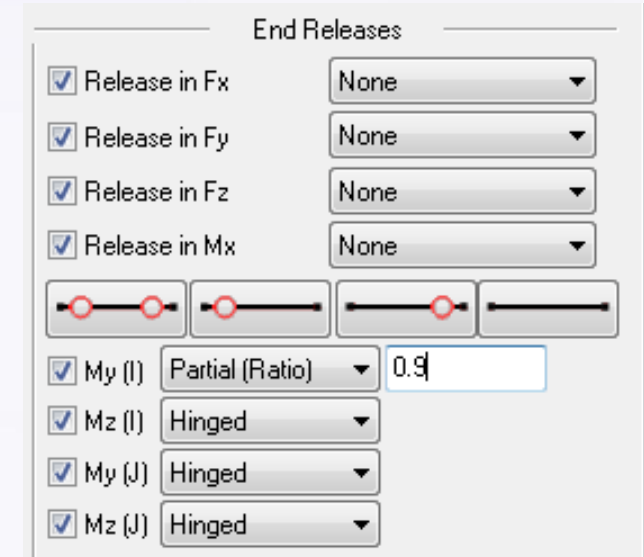 End Releases
Release in Fx None
Release in Fy None
Release in Fz None
Release in Mx None
My (I) Partial (Ratio) 0.9
Mz (I) Hinged
My (J) Hinged
Mz (J) Hinged